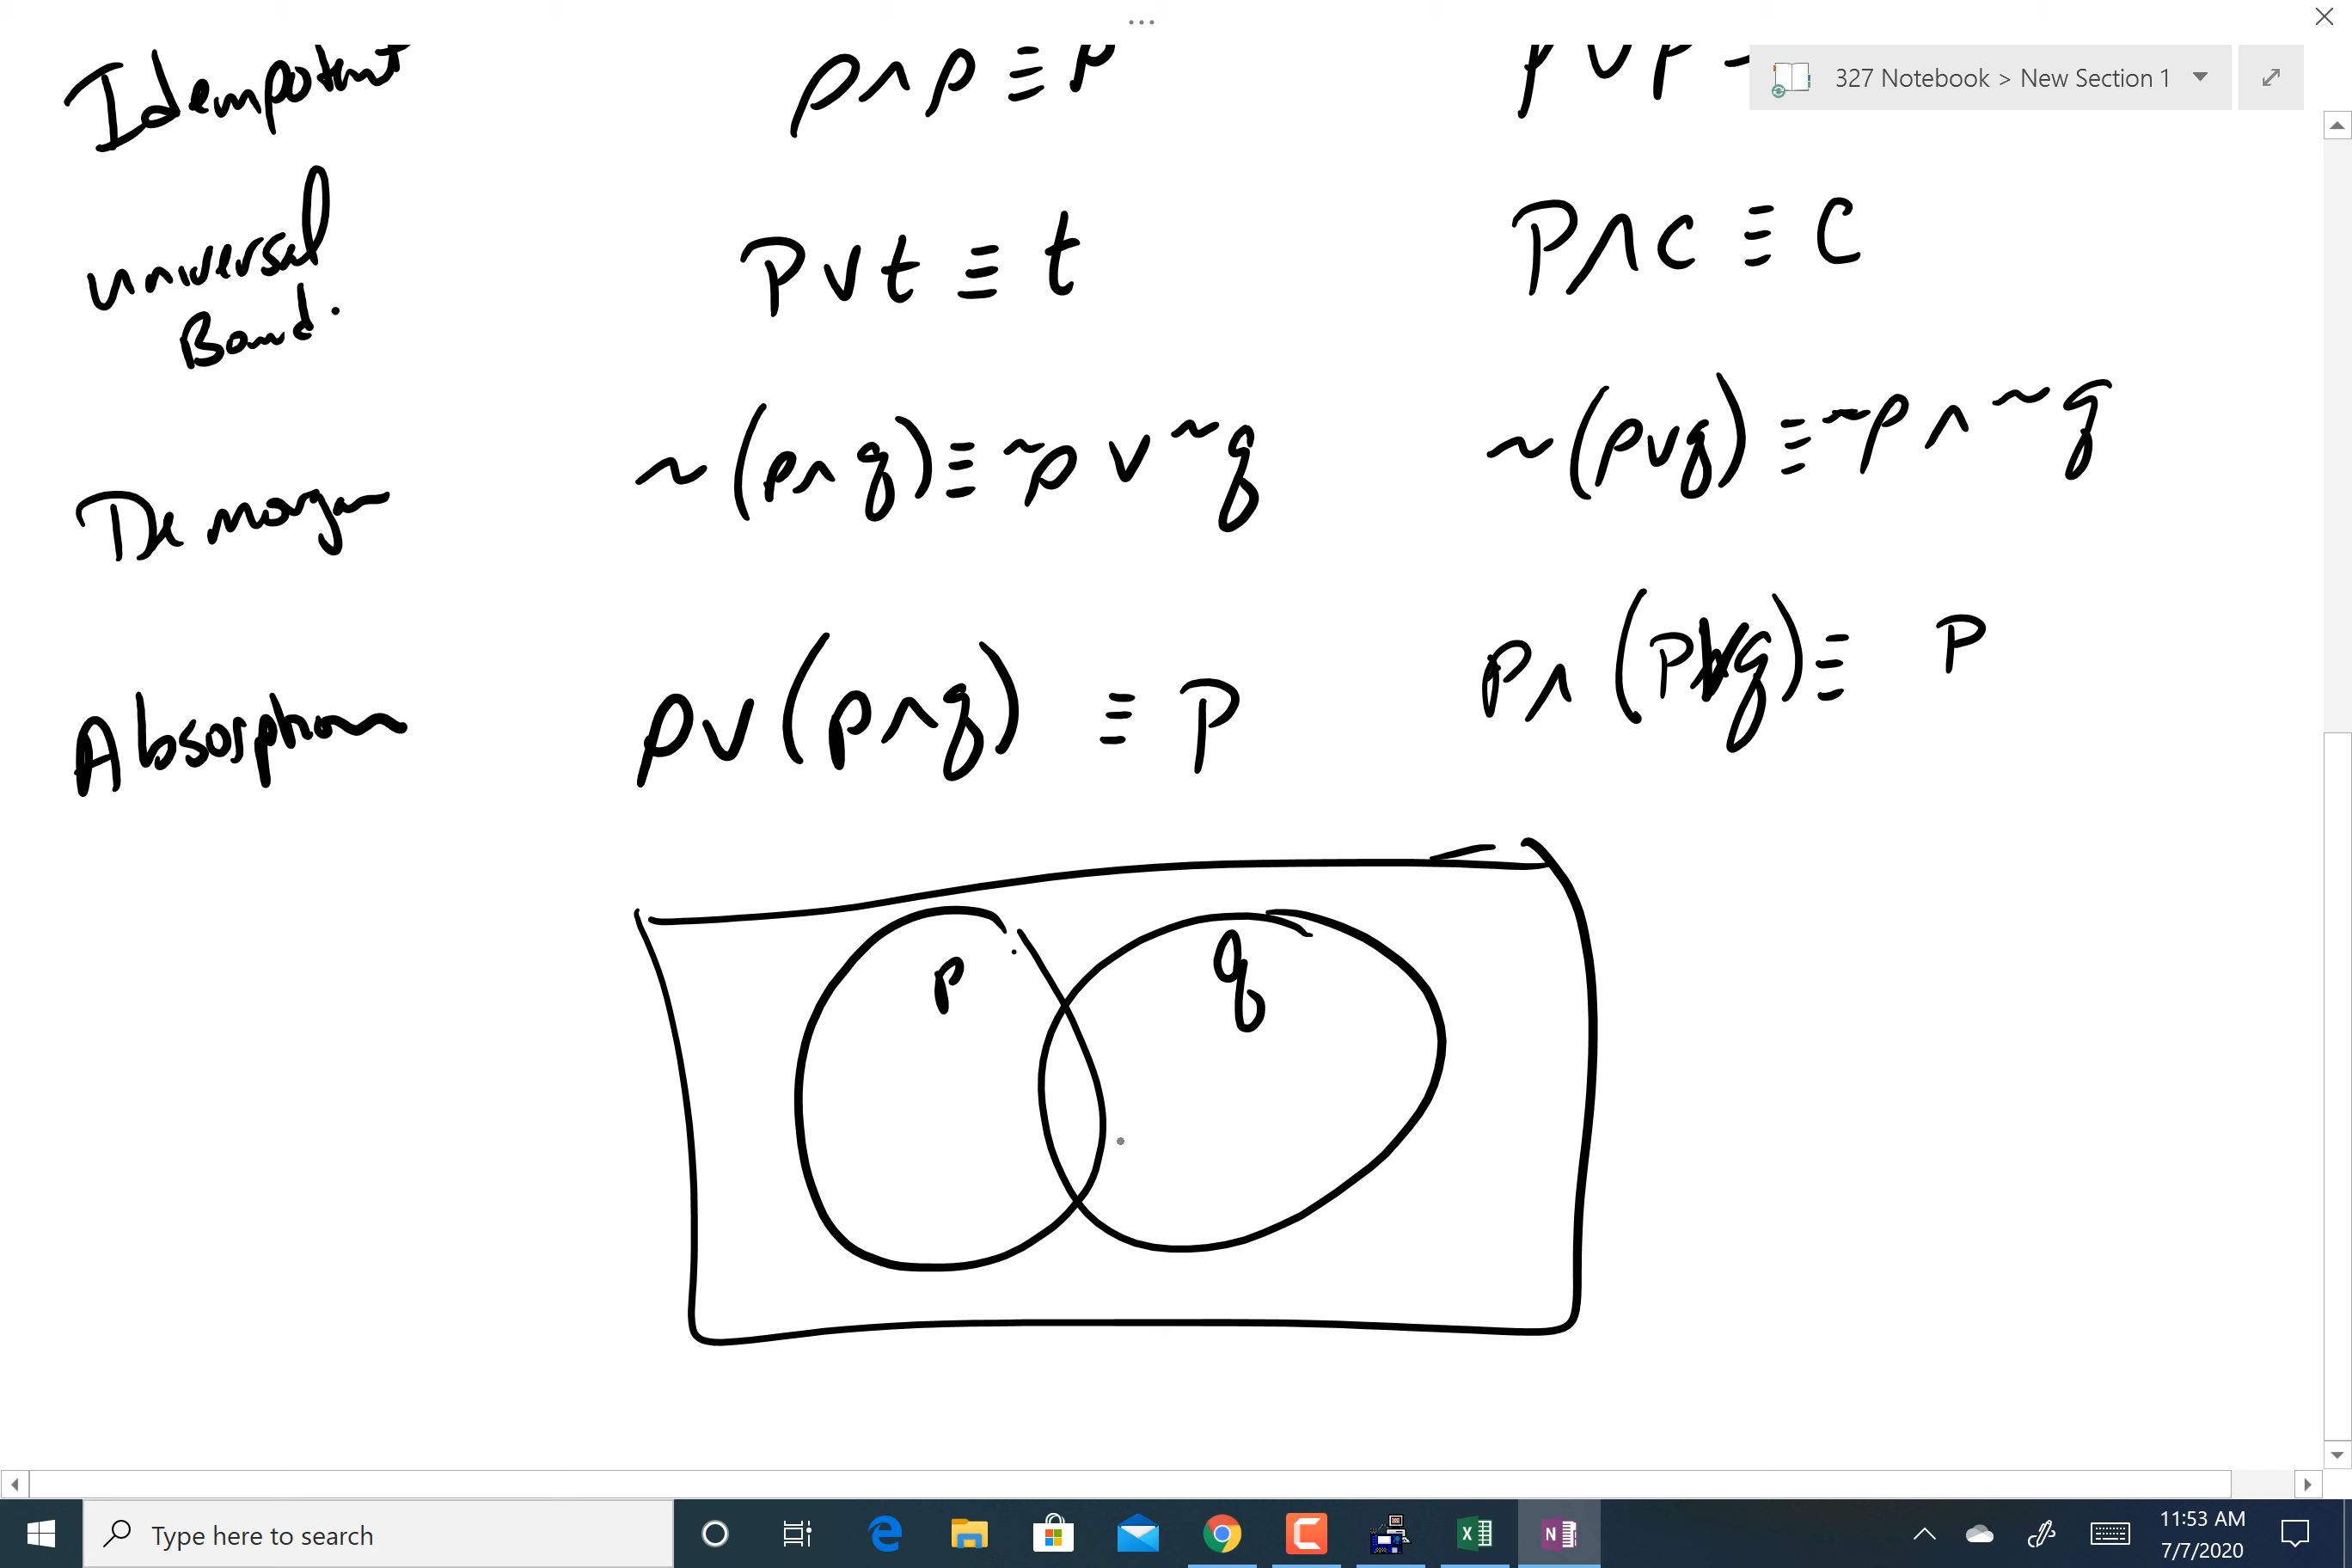 ...
327 Notebook > New Section 1
Idempotent p∧p≡p p∨p
universal P∨t≡t P∧c≡c
Bound.
De morgan ~(p∧q)≡~p∨~q ~(p∨q)≡~p∧~q
Absorption p∨(p∧q)≡P P∧(P∨q)≡P
p q
Type here to search
11:53 AM
7/7/2020